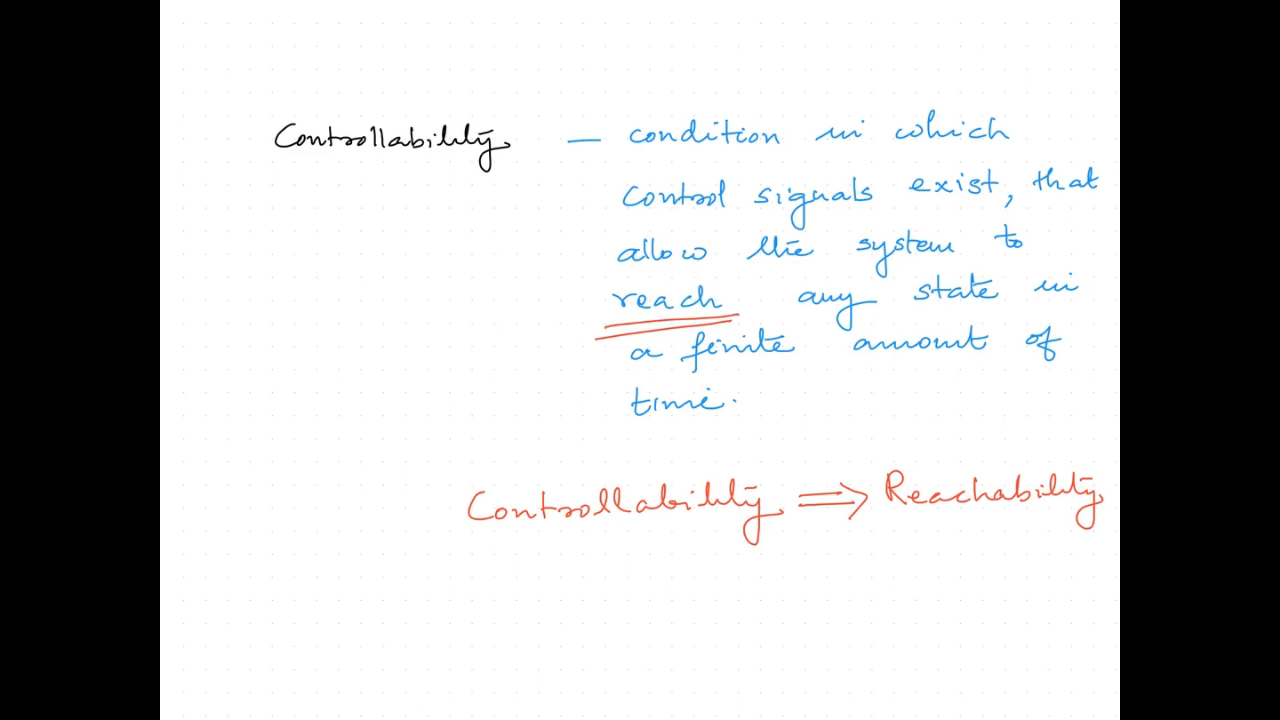 Controllability — condition in which
control signals exist, that
allow the system to
reach any state in
a finite amount of
time.
Controllability ⇒ Reachability